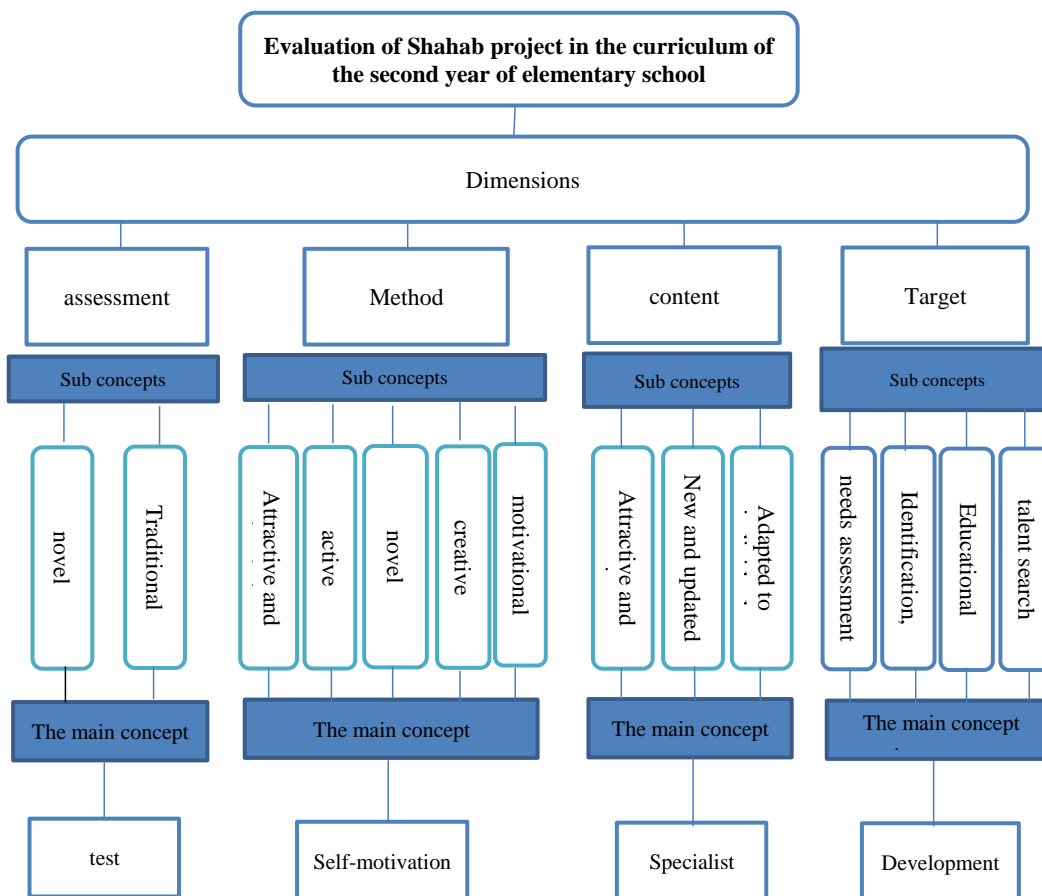 Evaluation of Shahab project in the curriculum of
the second year of elementary school
Dimensions
assessment
Method
content
Target
Sub concepts
Sub concepts
Sub concepts
Sub concepts
novel
Traditional
Attractive and
active
novel
creative
motivational
Attractive and
New and updated
Adapted to
needs assessment
Identification,
Educational
talent search
The main concept
The main concept
The main concept
The main concept
test
Self-motivation
Specialist
Development